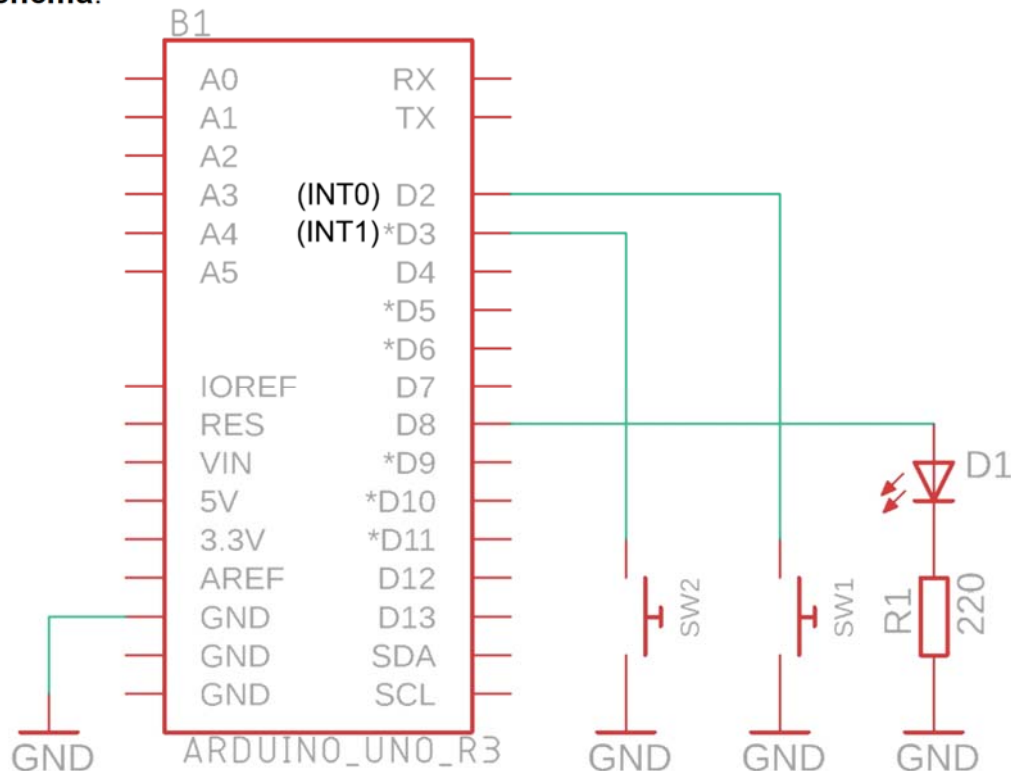 B1
A0 RX
A1 TX
A2
A3 (INT0) D2
A4 (INT1) *D3
A5 D4
*D5
*D6
IOREF D7
RES D8
VIN *D9
5V *D10
3.3V *D11
AREF D12
GND D13
GND SDA
GND SCL
D1
SW2
SW1
R1
220
GND
ARDUINO_UNO_R3
GND
GND
GND